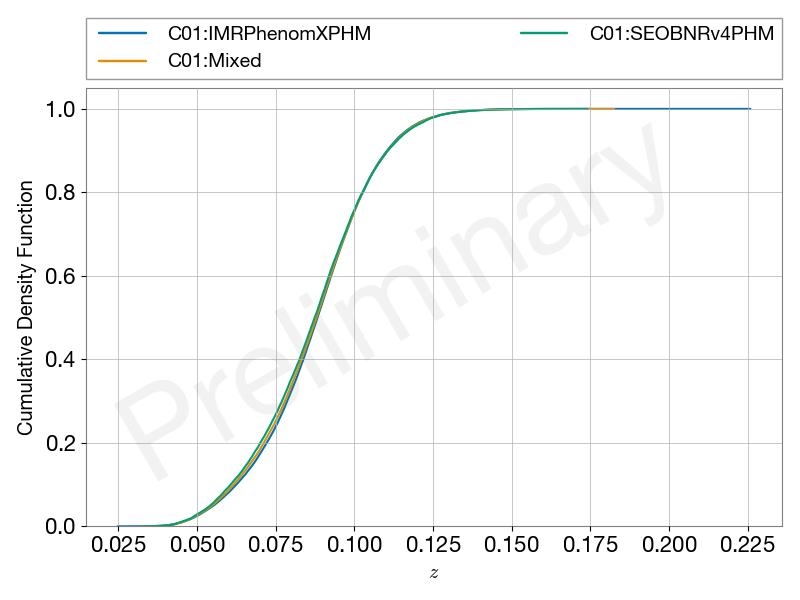 C01:IMRPhenomXPHM
C01:Mixed
C01:SEOBNRv4PHM
Cumulative Density Function
1.0
0.8
0.6
0.4
0.2
0.0
Preliminary
0.025 0.050 0.075 0.100 0.125 0.150 0.175 0.200 0.225
z